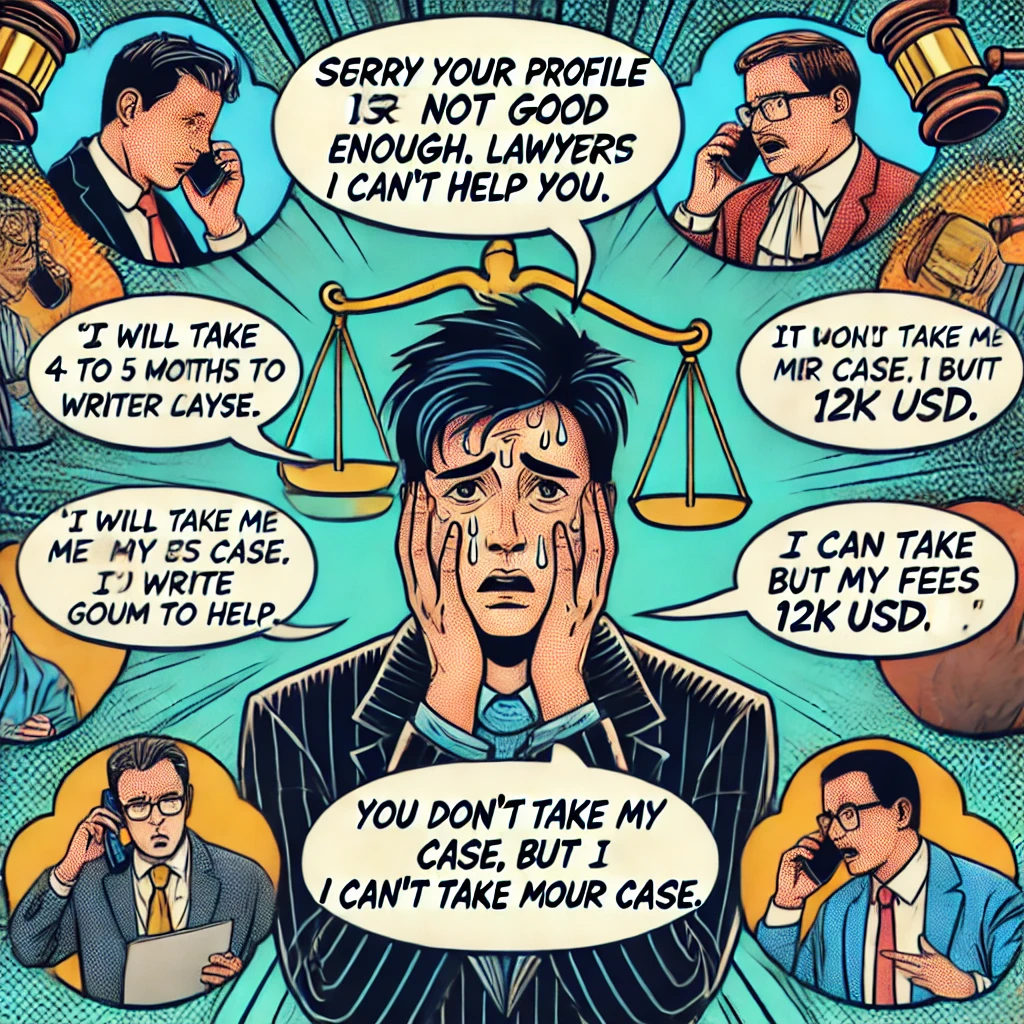 SERRY YOUR PROFILE
NOT GOOD
ENOUGH. LAWYERS
I CAN'T HELP YOU.
"I WILL TAKE
4 TO 5 MOTHS TO
WRITER CAYSE.
IT WON'T TAKE ME
MIR CASE, I BUIT
12K USD.
'I WILL TAKE ME
ME MY CASE.
WRITE
GOUM TO HELP.
I CAN TAKE
BUT MY FEES
12K USD. "
YOU DON'T TAKE MY
CASE, BUT I
I CAN'T TAKE MOUR CASE.